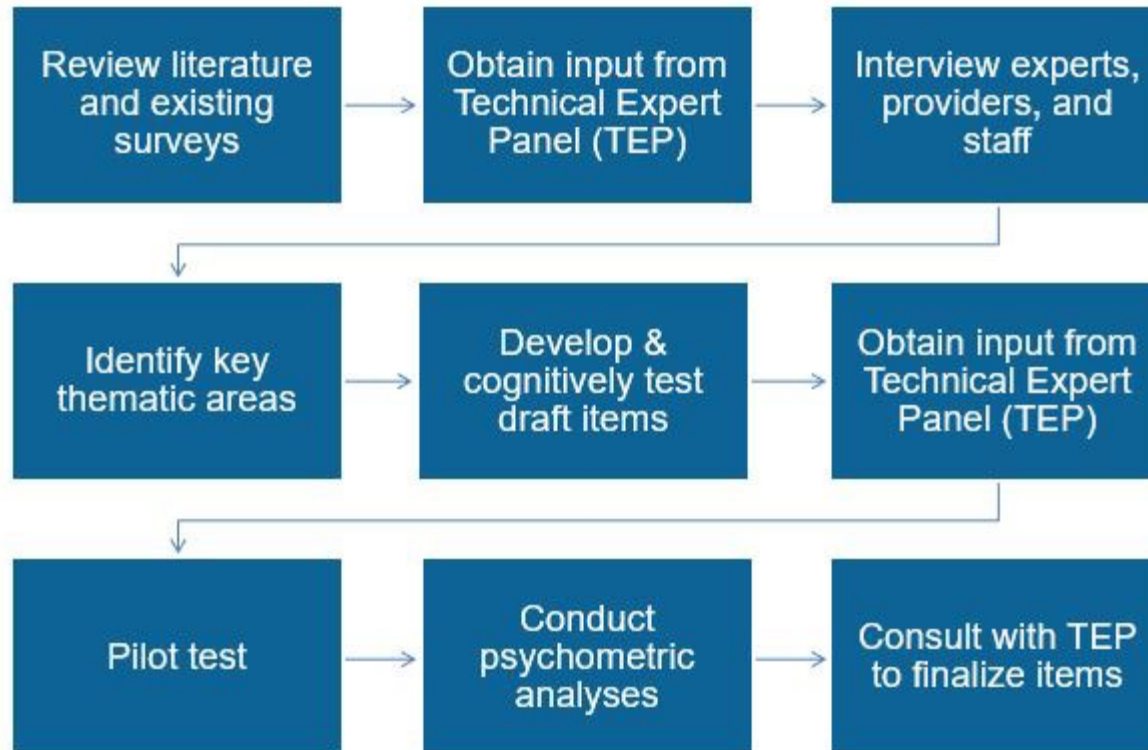 Review literature
and existing
surveys
Obtain input from
Technical Expert
Panel (TEP)
Interview experts,
providers, and
staff
Identify key
thematic areas
Develop &
cognitively test
draft items
Obtain input from
Technical Expert
Panel (TEP)
Pilot test
Conduct
psychometric
analyses
Consult with TEP
to finalize items